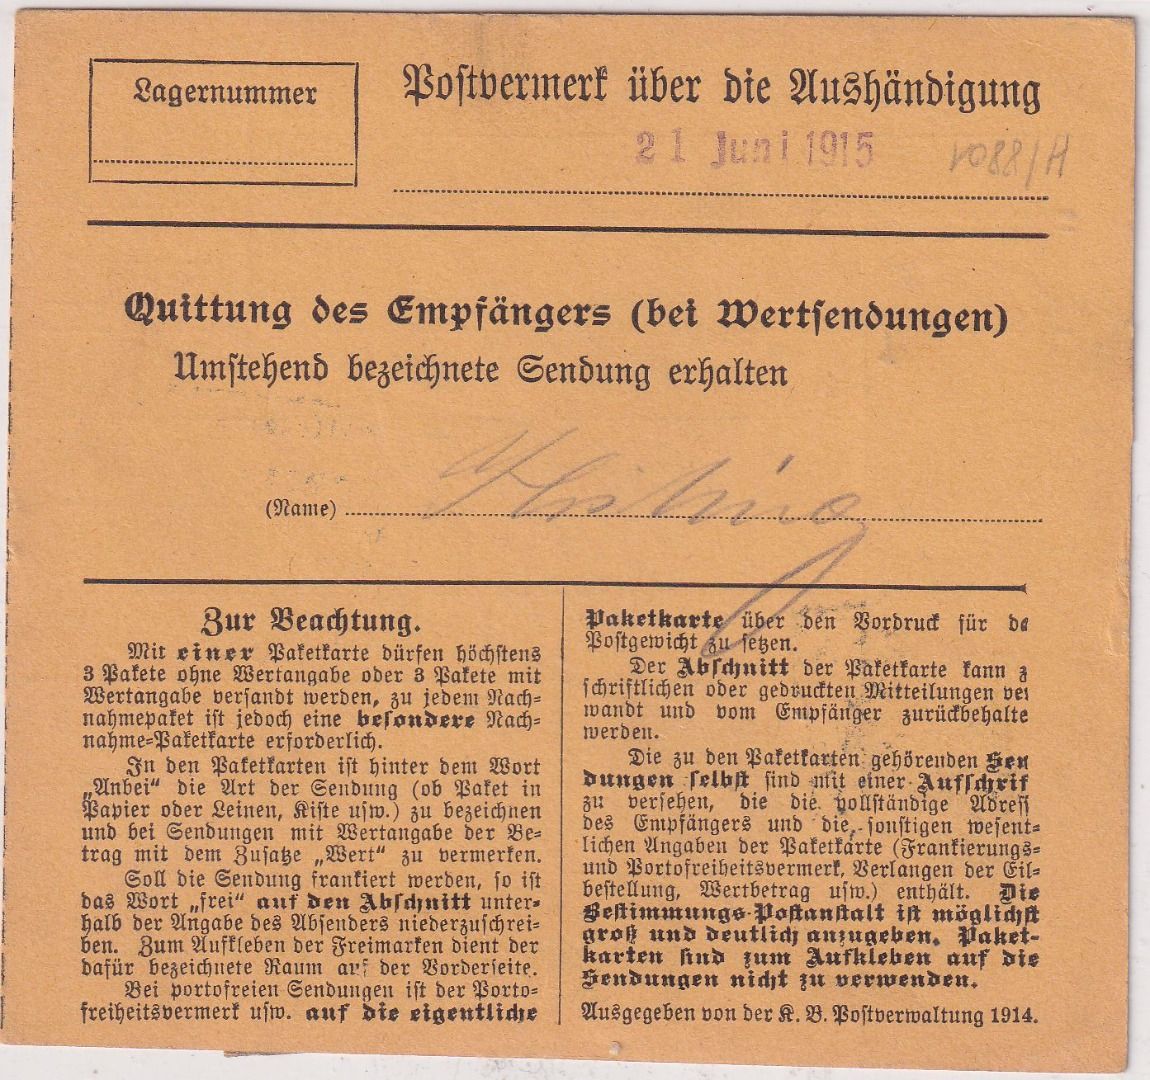 Lagernummer
Postvermerk über die Aushändigung
21 Juni 1915
Quittung des Empfängers (bei Wertsendungen)
Umstehend bezeichnete Sendung erhalten
(Name)
Zur Beachtung.
Mit einer Paketkarte dürfen höchstens
3 Pakete ohne Wertangabe oder 3 Pakete mit
Wertangabe versandt werden, zu jedem Nach-
nahmepaket ist jedoch eine besondere Nach-
nahme-Paketkarte erforderlich.
In den Paketkarten ist hinter dem Wort
„Anbei“ die Art der Sendung (ob Paket in
Papier oder Leinen, Kiste usw.) zu bezeichnen
und bei Sendungen mit Wertangabe der Be-
trag mit dem Zusatze „Wert“ zu vermerken.
Soll die Sendung frankiert werden, so ist
das Wort „frei“ auf den Abschnitt unter-
halb der Angabe des Absenders niederzuschrei-
ben. Zum Aufkleben der Freimarken dient der
dafür bezeichnete Raum auf der Vorderseite.
Bei portofreien Sendungen ist der Porto-
freiheitsvermerk usw. auf die eigentliche
Paketkarte über den Vordruck für de
Postgewicht zu setzen.
Der Abschnitt der Paketkarte kann z
schriftlichen oder gedruckten Mitteilungen ver
wandt und vom Empfänger zurückbehalte
werden.
Die zu den Paketkarten gehörenden Sen
dungen selbst sind mit einer Aufschrif
zu versehen, die die vollständige Adress
des Empfängers und die sonstigen wesent-
lichen Angaben der Paketkarte (Frankierungs-
und Portofreiheitsvermerk, Verlangen der Eil-
bestellung, Wertbetrag usw.) enthält. Die
Bestimmungs-Postanstalt ist möglichst
groß und deutlich anzugeben. Paket-
karten sind zum Aufkleben auf die
Sendungen nicht zu verwenden.
Ausgegeben von der K. B. Postverwaltung 1914.